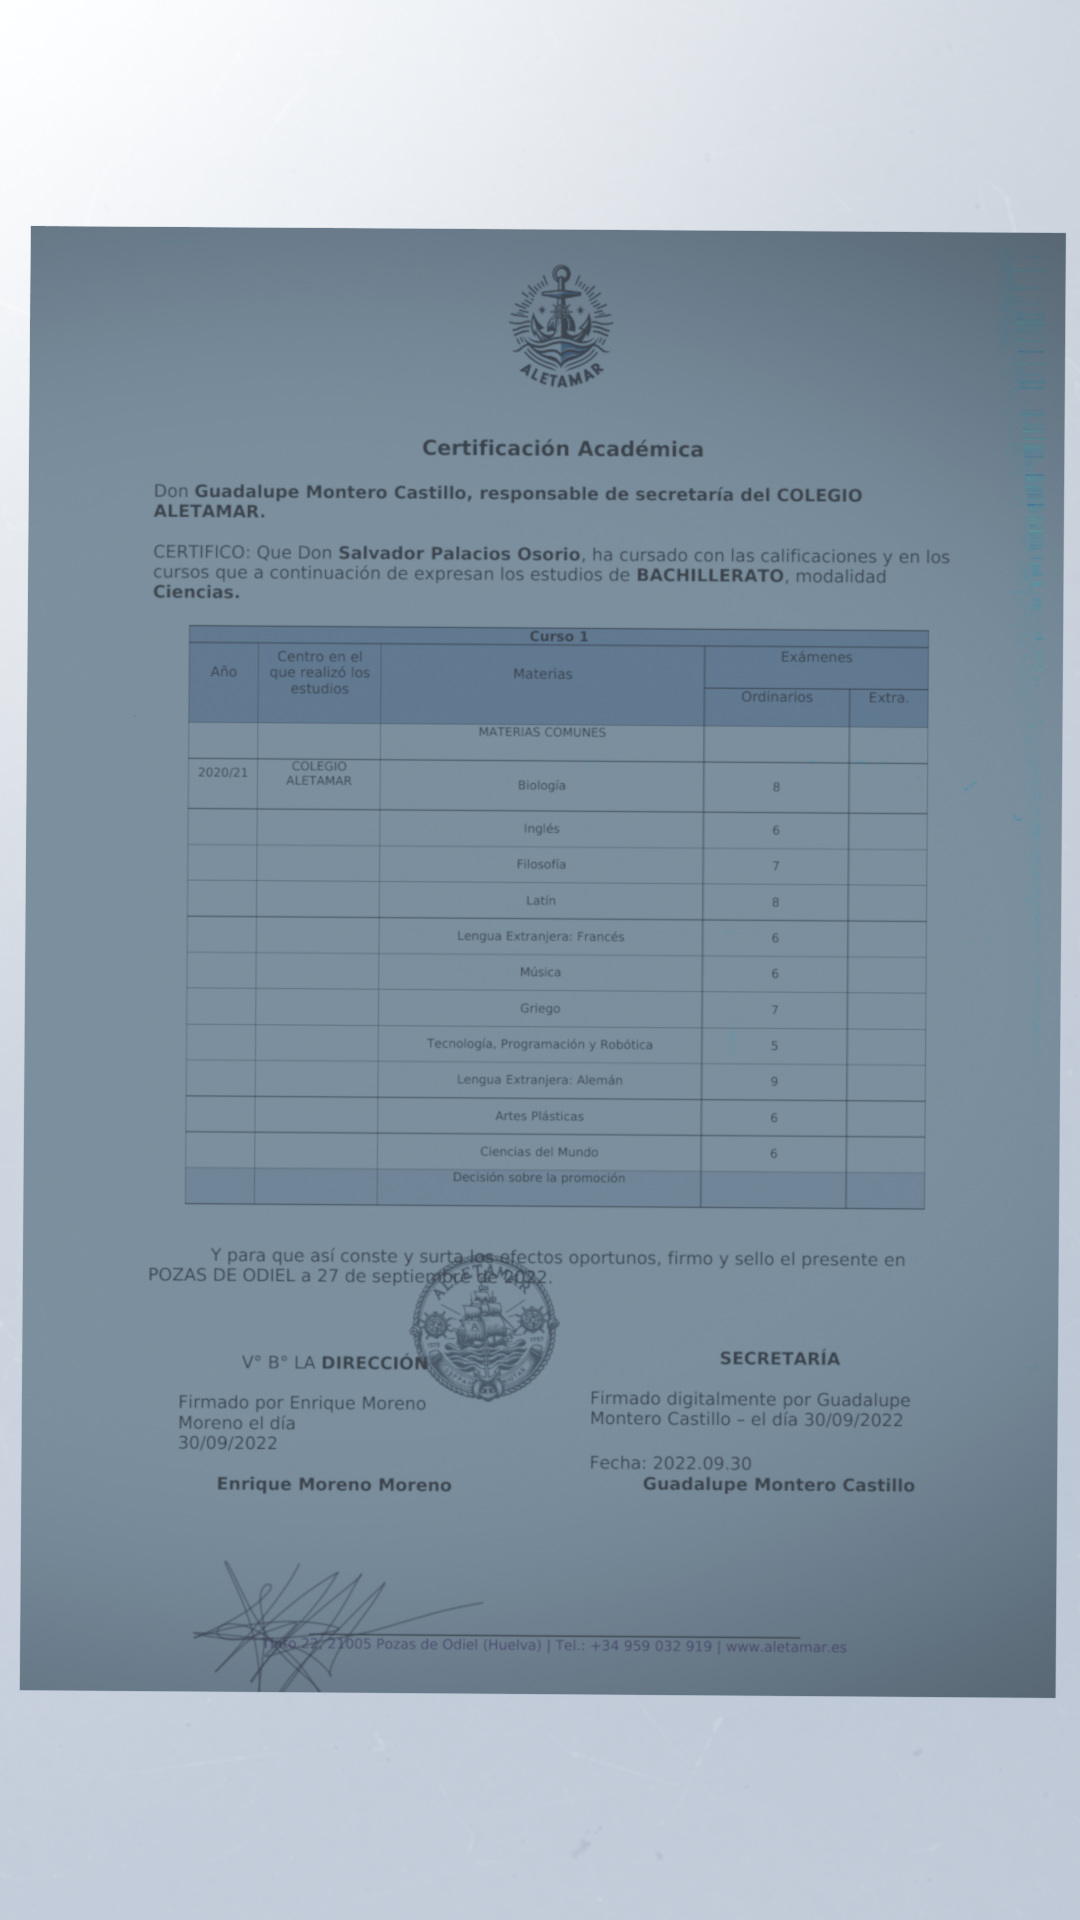 ALETAMAR
Certificación Académica
Don Guadalupe Montero Castillo, responsable de secretaría del COLEGIO
ALETAMAR.
CERTIFICO: Que Don Salvador Palacios Osorio, ha cursado con las calificaciones y en los
cursos que a continuación de expresan los estudios de BACHILLERATO, modalidad
Ciencias.
Curso 1
Año
Centro en el
que realizó los
estudios
Materias
Exámenes
Ordinarios
Extra.
MATERIAS COMUNES
2020/21
COLEGIO
ALETAMAR
Biología
8
Inglés
6
Filosofía
7
Latín
8
Lengua Extranjera: Francés
6
Música
6
Griego
7
Tecnología, Programación y Robótica
5
Lengua Extranjera: Alemán
9
Artes Plásticas
6
Ciencias del Mundo
6
Decisión sobre la promoción
Y para que así conste y surta los efectos oportunos, firmo y sello el presente en
POZAS DE ODIEL a 27 de septiembre de 2022.
ALETAMAR
V° B° LA DIRECCIÓN
Firmado por Enrique Moreno
Moreno el día
30/09/2022
Enrique Moreno Moreno
SECRETARÍA
Firmado digitalmente por Guadalupe
Montero Castillo – el día 30/09/2022
Fecha: 2022.09.30
Guadalupe Montero Castillo
22, 21005 Pozas de Odiel (Huelva) | Tel.: +34 959 032 919 | www.aletamar.es